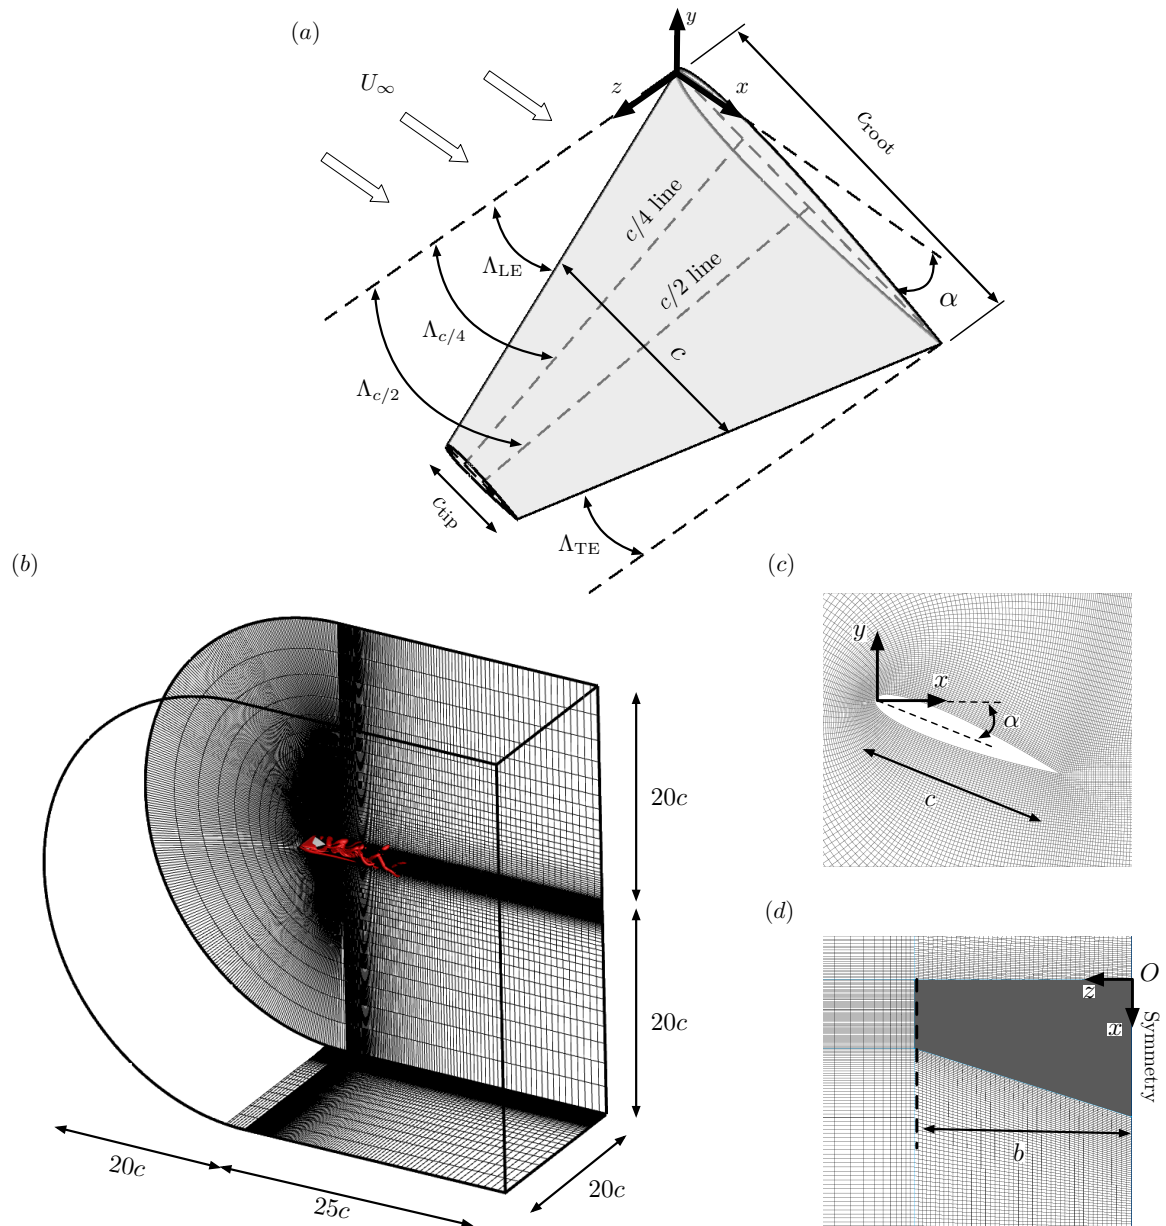 (a)
y
U∞
z
x
c_root
c/4 line
Λ_LE
c/2 line
α
Λ_c/4
c
Λ_c/2
c_tip
Λ_TE
(b)
(c)
y
x
α
20c
c
(d)
O
z
x
20c
Symmetry
b
20c
20c
25c